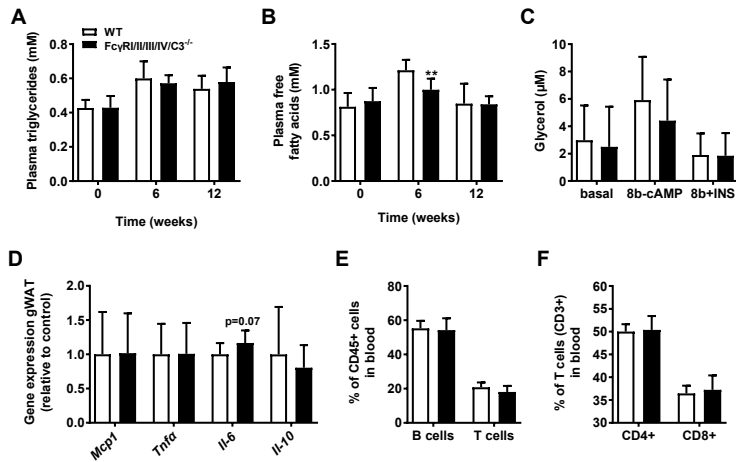 A
WT
FcγRI/II/III/IV/C3-/-
Plasma triglycerides (mM)
0.8
0.6
0.4
0.2
0.0
0 6 12
Time (weeks)
B
Plasma free
fatty acids (mM)
1.5
1.0
0.5
0.0
**
0 6 12
Time (weeks)
C
Glycerol (µM)
10
8
6
4
2
0
basal 8b-cAMP 8b+INS
D
Gene expression gWAT
(relative to control)
2.0
1.5
1.0
0.5
0.0
p=0.07
Mcp1 Tnfα Il-6 Il-10
E
% of CD45+ cells
in blood
80
60
40
20
0
B cells T cells
F
% of T cells (CD3+)
in blood
60
55
50
45
40
35
30
CD4+ CD8+